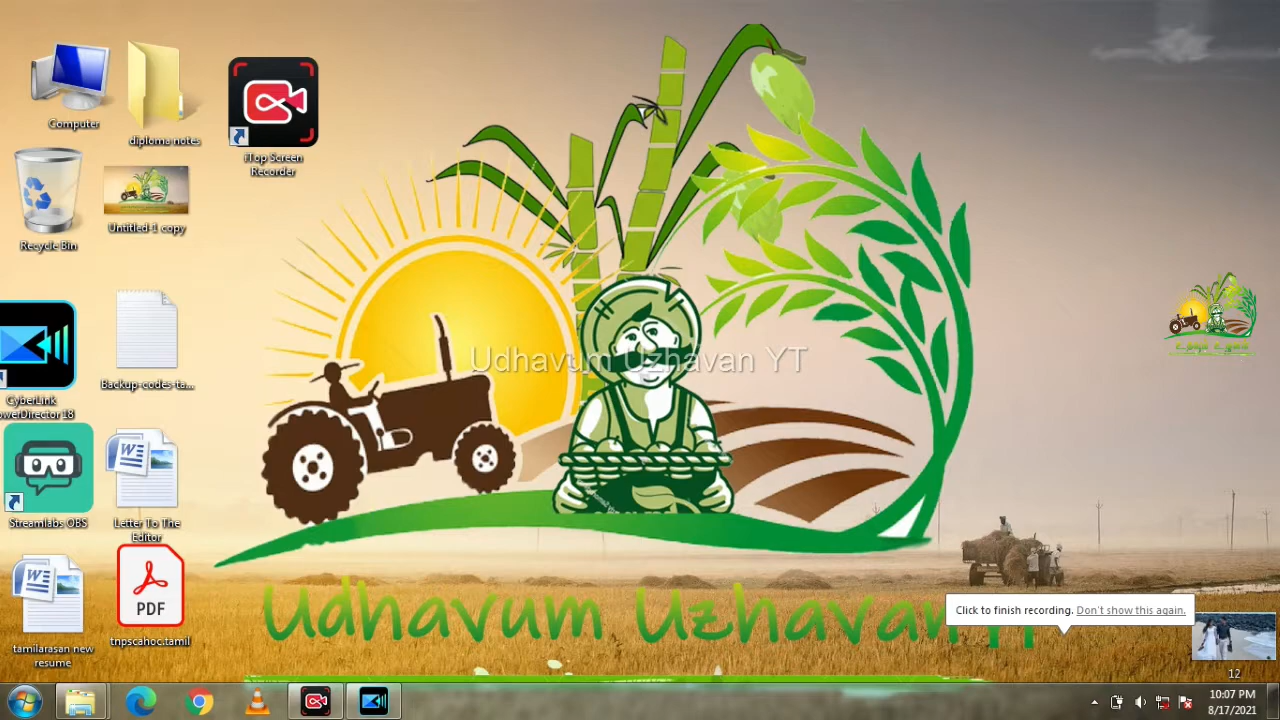 Computer
diploma notes
iTop Screen
Recorder
Recycle Bin
Untitled-1 copy
Udhavum Uzhavan YT
CyberLink
owerDirector 18
Backup-codes-ta...
Streamlabs OBS
Letter To The
Editor
PDF
tamilarasan new
resume
tnpscahoc.tamil
Udhavum Uzhavan
Click to finish recording. Don't show this again.
12
10:07 PM
8/17/2021